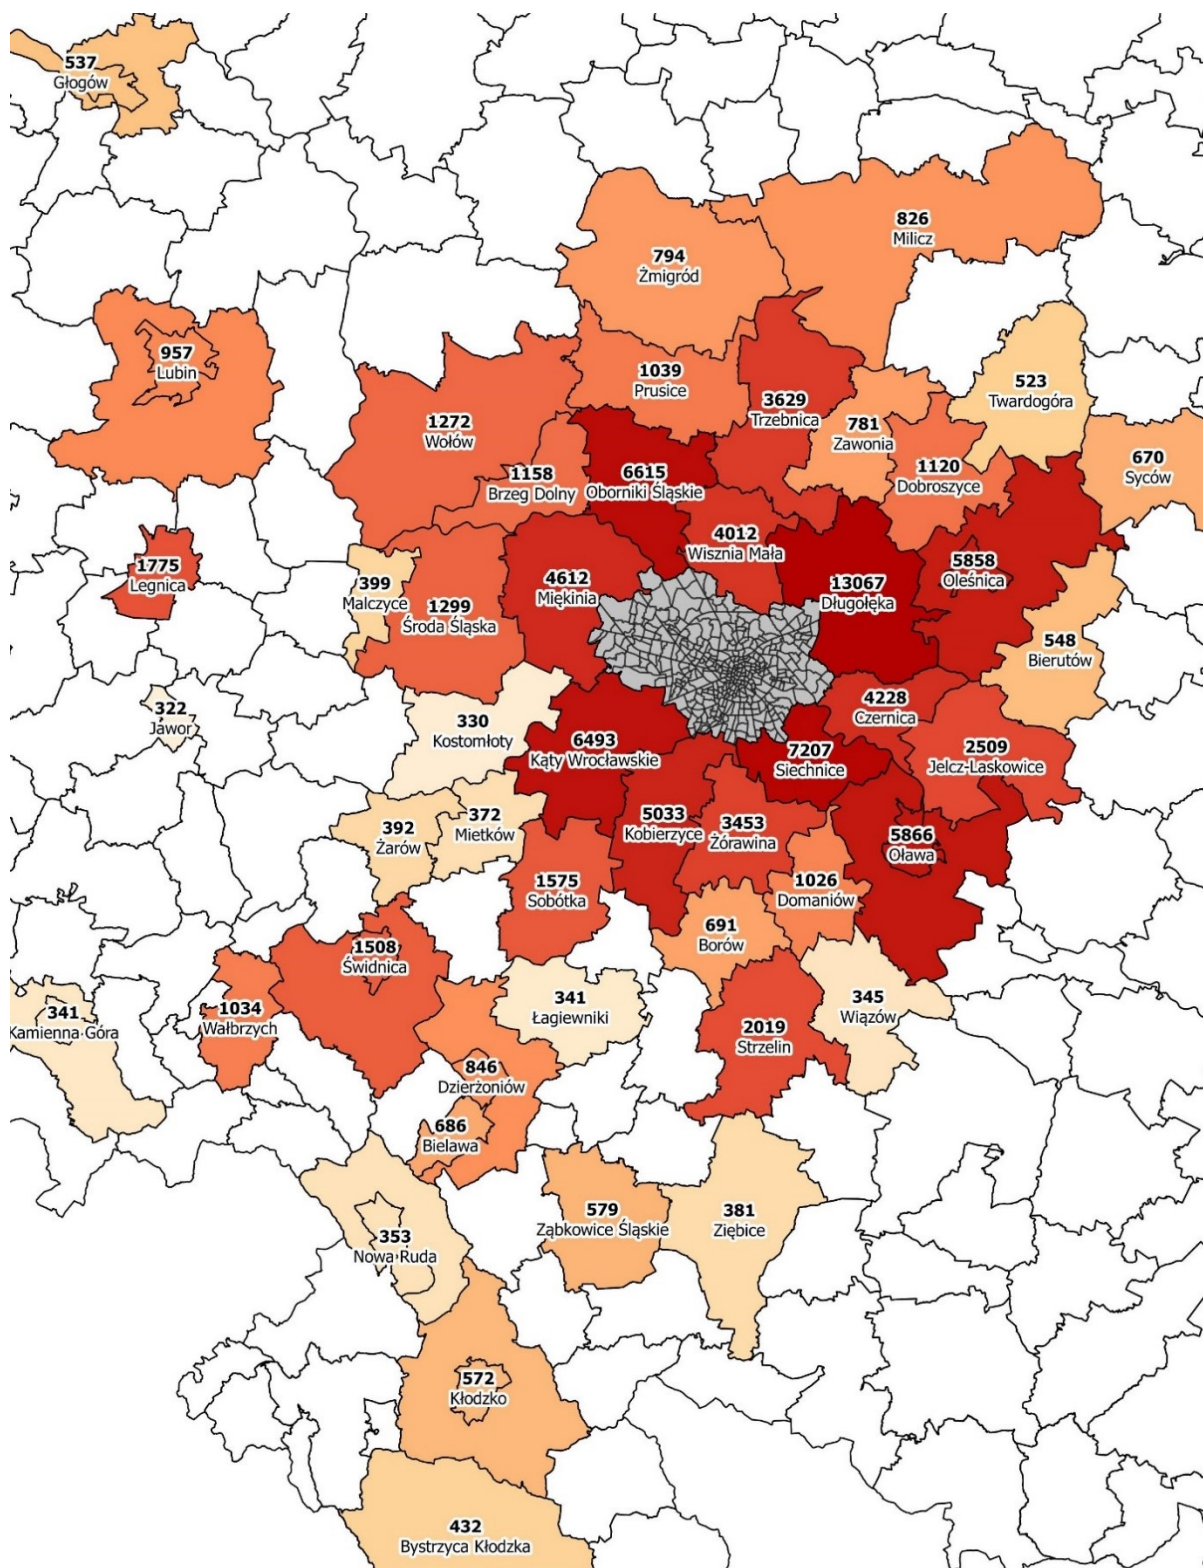 537
Głogów
826
Milicz
794
Żmigród
957
Lubin
1039
Prusice
523
Twardogóra
3629
Trzebnica
1272
Wołów
781
Zawonia
670
Syców
1158
Brzeg Dolny
6615
Oborniki Śląskie
1120
Dobroszyce
4012
Wisznia Mała
5858
Oleśnica
1775
Legnica
399
Malczyce
4612
Miękinia
13067
Długołęka
1299
Środa Śląska
548
Bierutów
322
Jawor
4228
Czernica
330
Kostomłoty
6493
Kąty Wrocławskie
7207
Siechnice
2509
Jelcz-Laskowice
392
Żarów
372
Mietków
5033
Kobierzyce
3453
Żórawina
5866
Oława
1575
Sobótka
1026
Domaniów
691
Borów
1508
Świdnica
341
Kamienna Góra
1034
Wałbrzych
341
Łagiewniki
345
Wiązów
2019
Strzelin
846
Dzierżoniów
686
Bielawa
579
Ząbkowice Śląskie
381
Ziębice
353
Nowa Ruda
572
Kłodzko
432
Bystrzyca Kłodzka